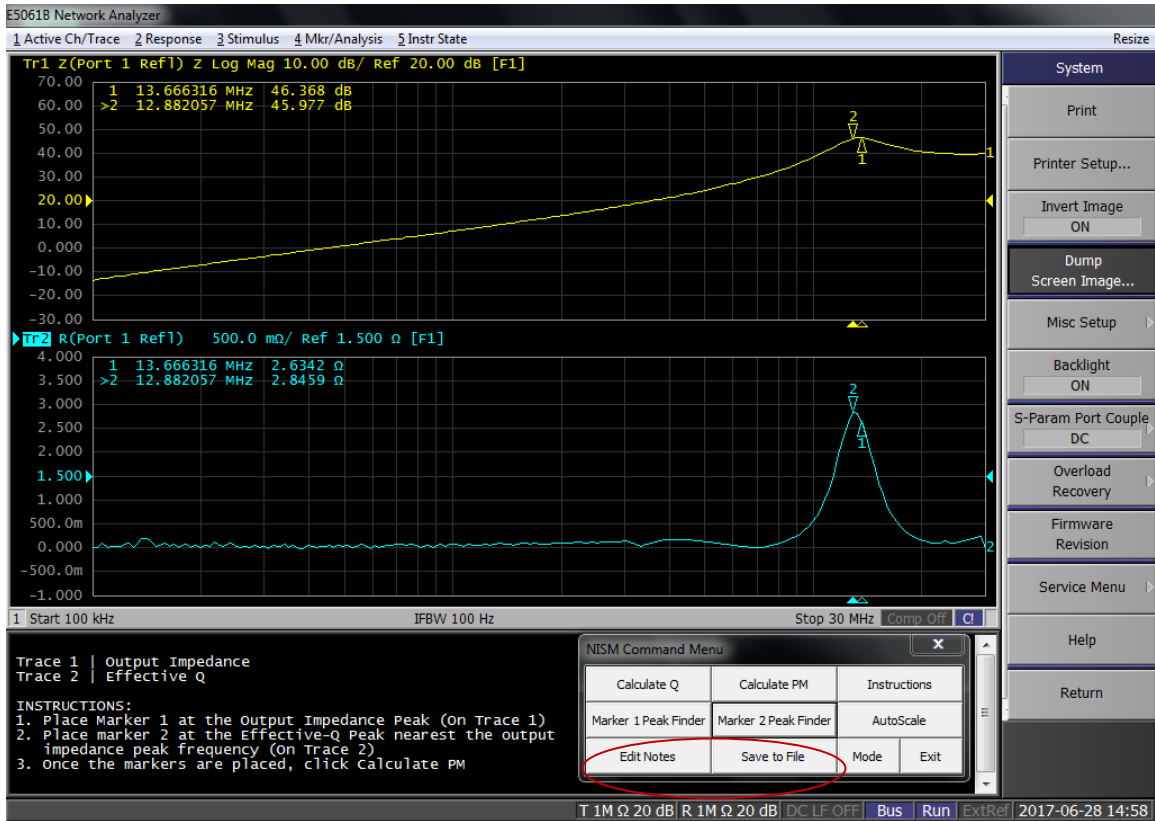 E5061B Network Analyzer
1 Active Ch/Trace 2 Response 3 Stimulus 4 Mkr/Analysis 5 Instr State Resize
Tr1 Z(Port 1 Refl) Z Log Mag 10.00 dB/ Ref 20.00 dB [F1]
70.00
60.00
50.00
40.00
30.00
20.00
10.00
0.000
-10.00
-20.00
-30.00
1 13.666316 MHz 46.368 dB
>2 12.882057 MHz 45.977 dB
2
1
1
Tr2 R(Port 1 Refl) 500.0 mΩ/ Ref 1.500 Ω [F1]
4.000
3.500
3.000
2.500
2.000
1.500
1.000
500.0m
0.000
-500.0m
-1.000
1 13.666316 MHz 2.6342 Ω
>2 12.882057 MHz 2.8459 Ω
2
1
2
1 Start 100 kHz IFBW 100 Hz Stop 30 MHz Comp Off C!
Trace 1 | Output Impedance
Trace 2 | Effective Q
INSTRUCTIONS:
1. Place Marker 1 at the Output Impedance Peak (On Trace 1)
2. Place marker 2 at the Effective-Q Peak nearest the output
impedance peak frequency (On Trace 2)
3. Once the markers are placed, click Calculate PM
NISM Command Menu x
Calculate Q Calculate PM Instructions
Marker 1 Peak Finder Marker 2 Peak Finder AutoScale
Edit Notes Save to File Mode Exit
System
Print
Printer Setup...
Invert Image
ON
Dump
Screen Image...
Misc Setup
Backlight
ON
S-Param Port Couple
DC
Overload
Recovery
Firmware
Revision
Service Menu
Help
Return
T 1M Ω 20 dB R 1M Ω 20 dB DC LF OFF Bus Run ExtRef 2017-06-28 14:58